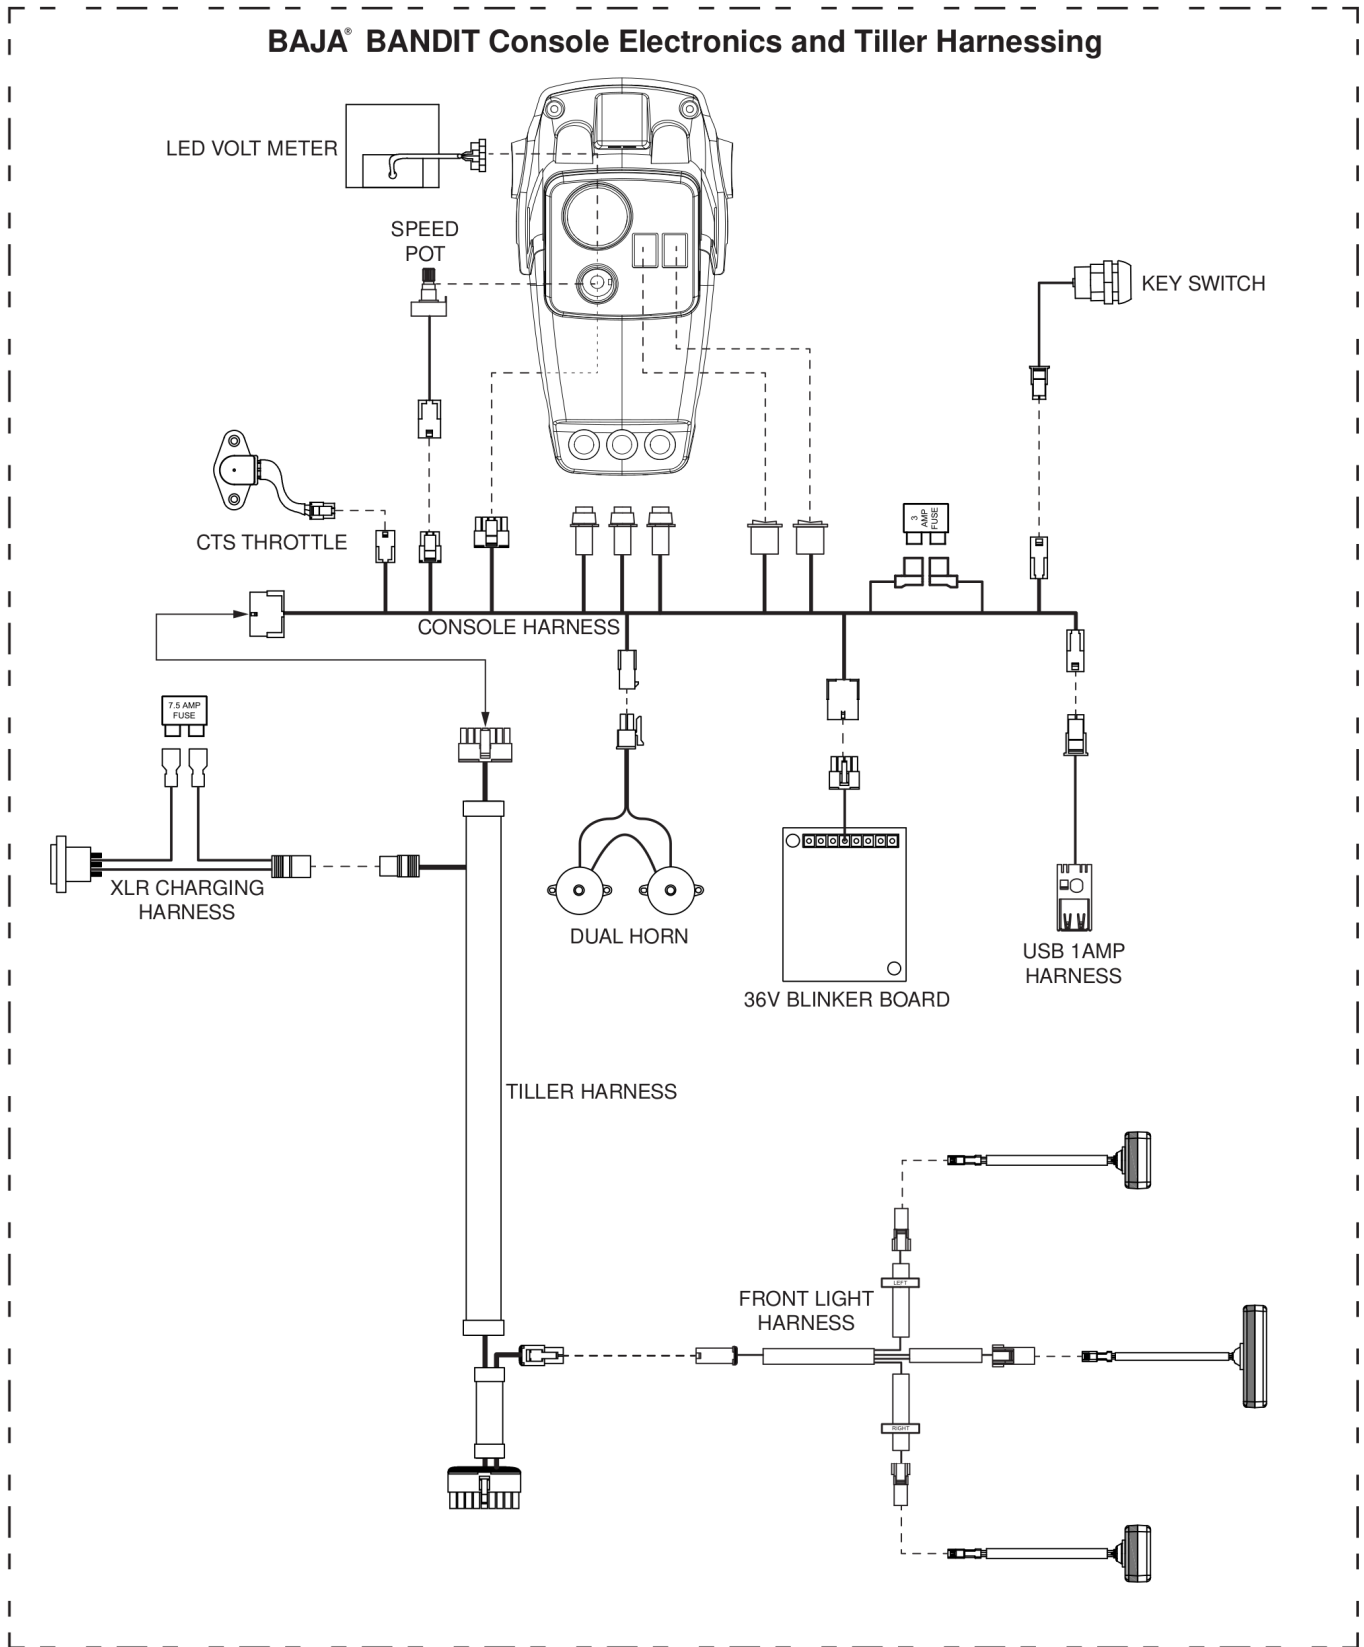 BAJA® BANDIT Console Electronics and Tiller Harnessing
LED VOLT METER
SPEED
POT
KEY SWITCH
CTS THROTTLE
3
AMP
FUSE
CONSOLE HARNESS
7.5 AMP
FUSE
XLR CHARGING
HARNESS
DUAL HORN
USB 1AMP
HARNESS
36V BLINKER BOARD
TILLER HARNESS
LEFT
FRONT LIGHT
HARNESS
RIGHT